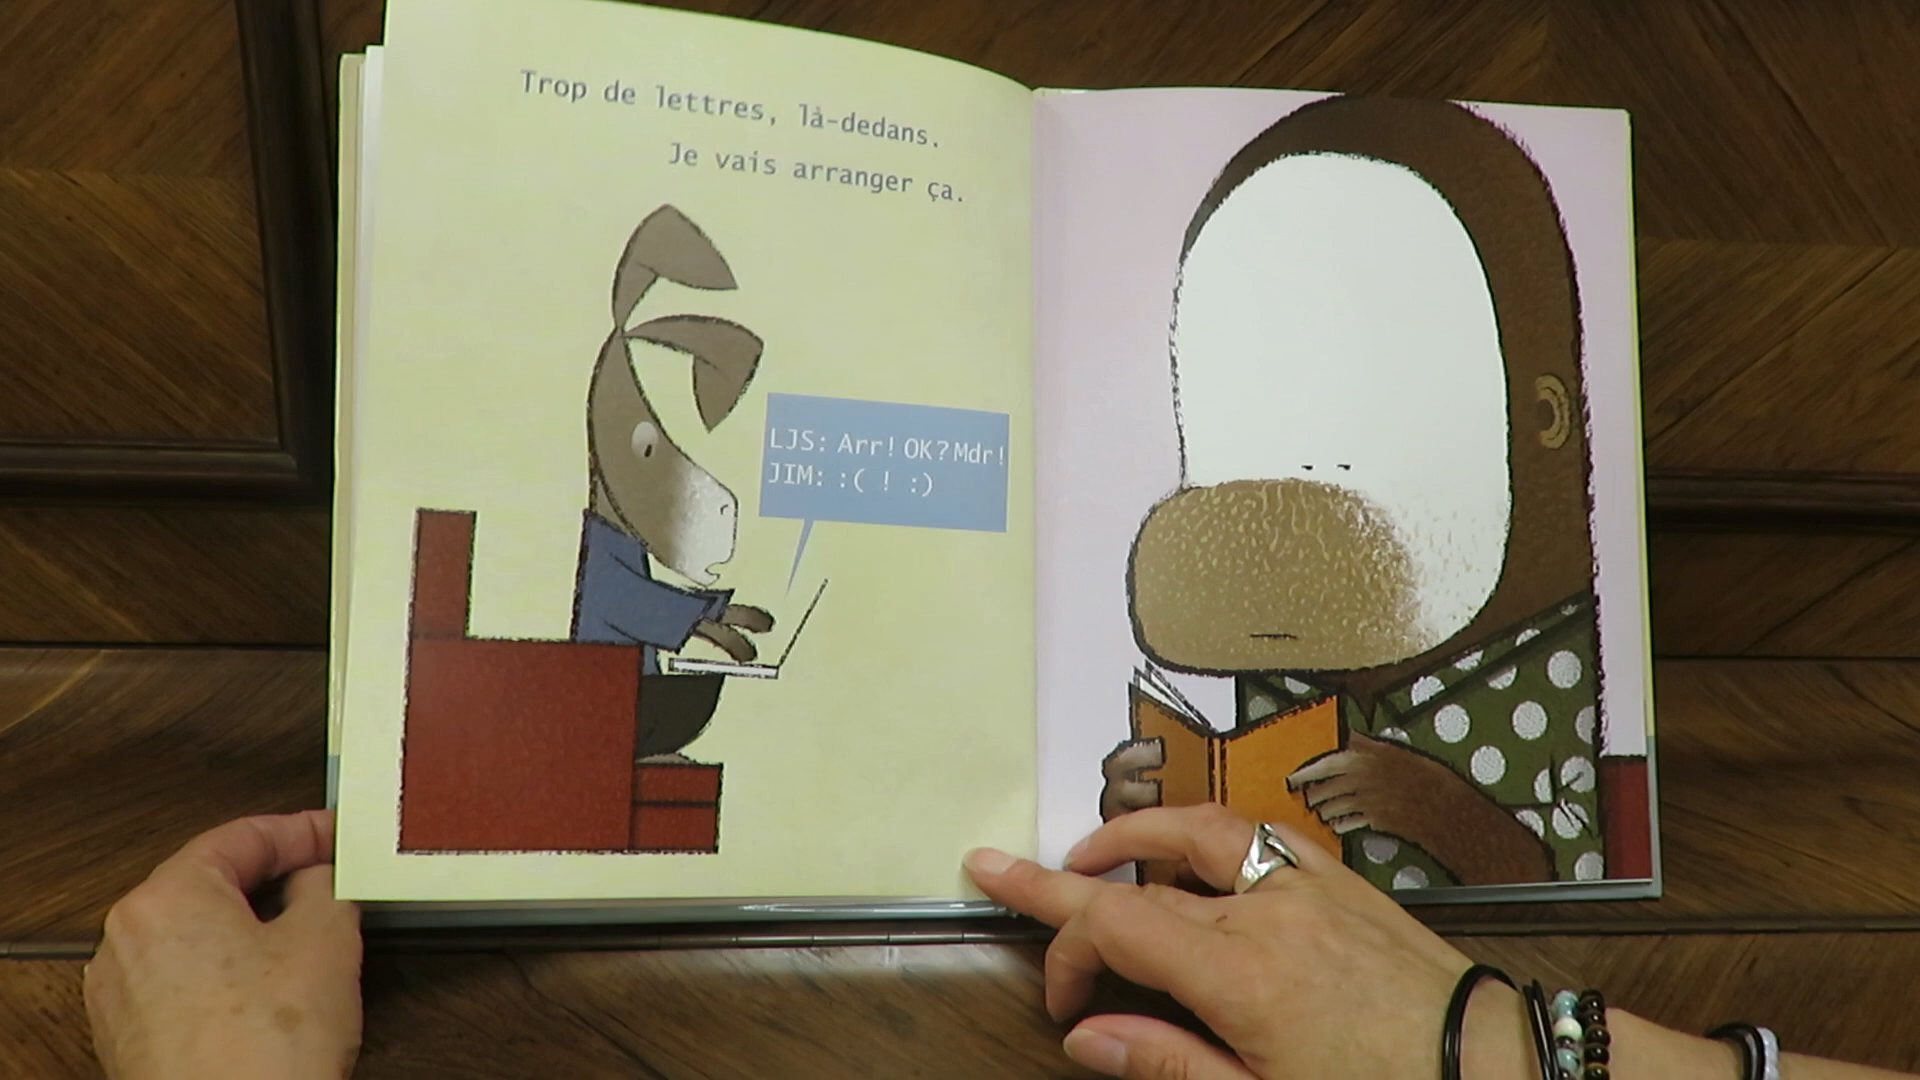 Trop de lettres, là-dedans.
Je vais arranger ça.
LJS: Arr! OK? Mdr!
JIM: :( ! :)